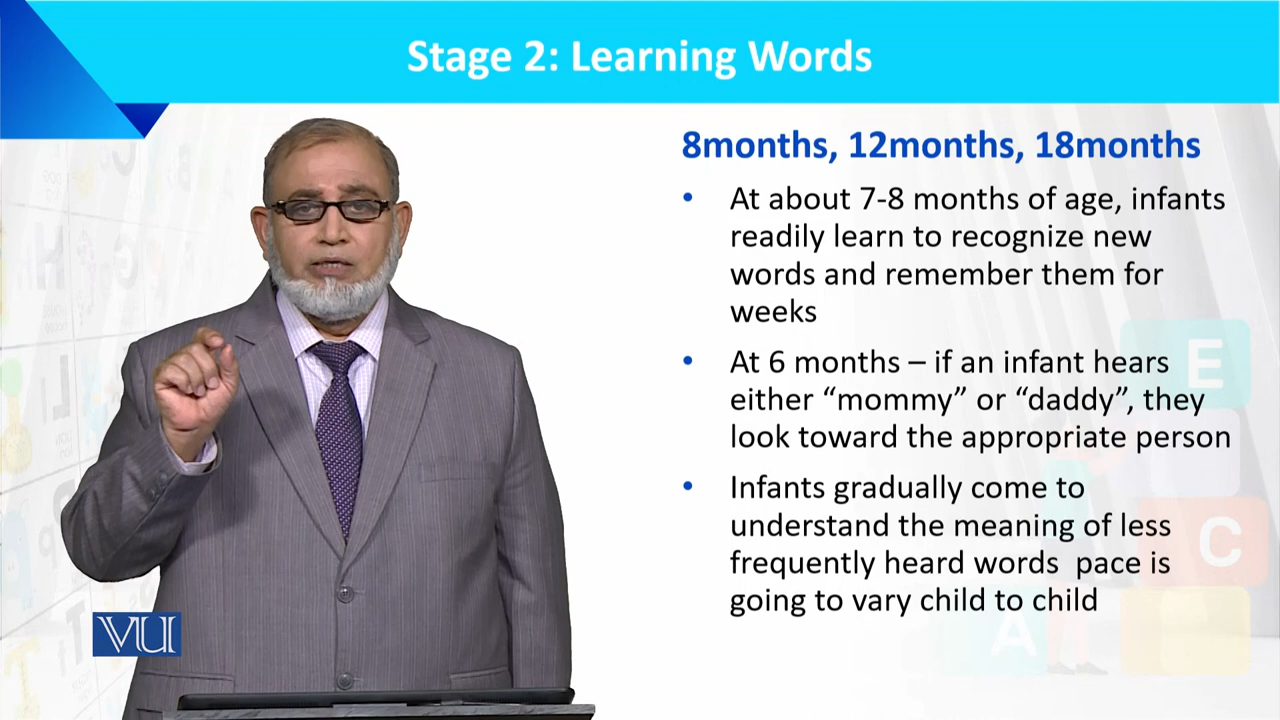 Stage 2: Learning Words
8months, 12months, 18months
• At about 7-8 months of age, infants
readily learn to recognize new
words and remember them for
weeks
• At 6 months – if an infant hears
either “mommy” or “daddy”, they
look toward the appropriate person
• Infants gradually come to
understand the meaning of less
frequently heard words  pace is
going to vary child to child
E
C
A
VU